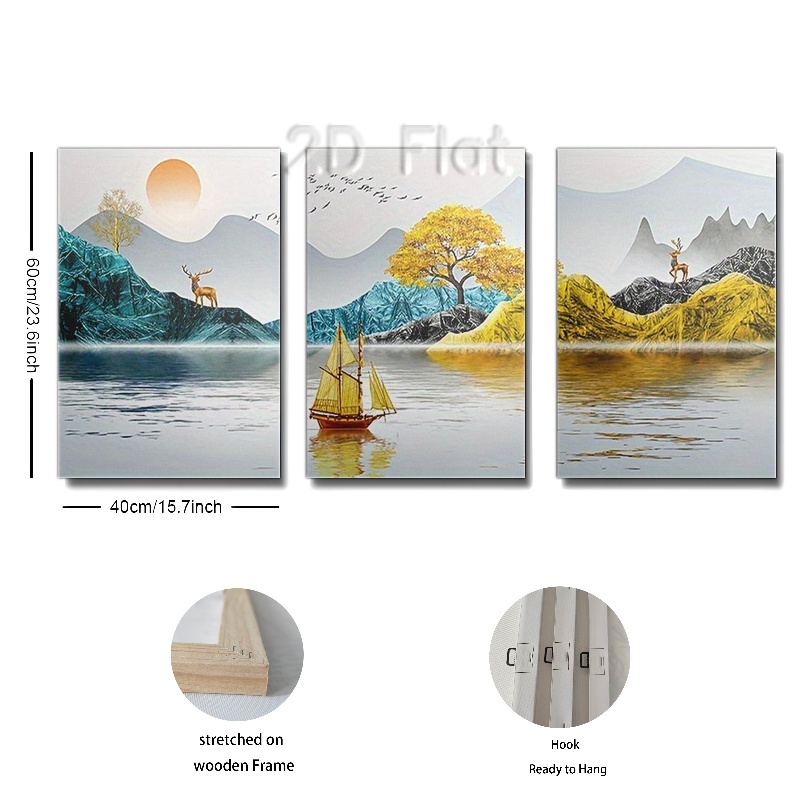 2D Flat
60cm/23.6inch
40cm/15.7inch
stretched on
wooden Frame
Hook
Ready to Hang